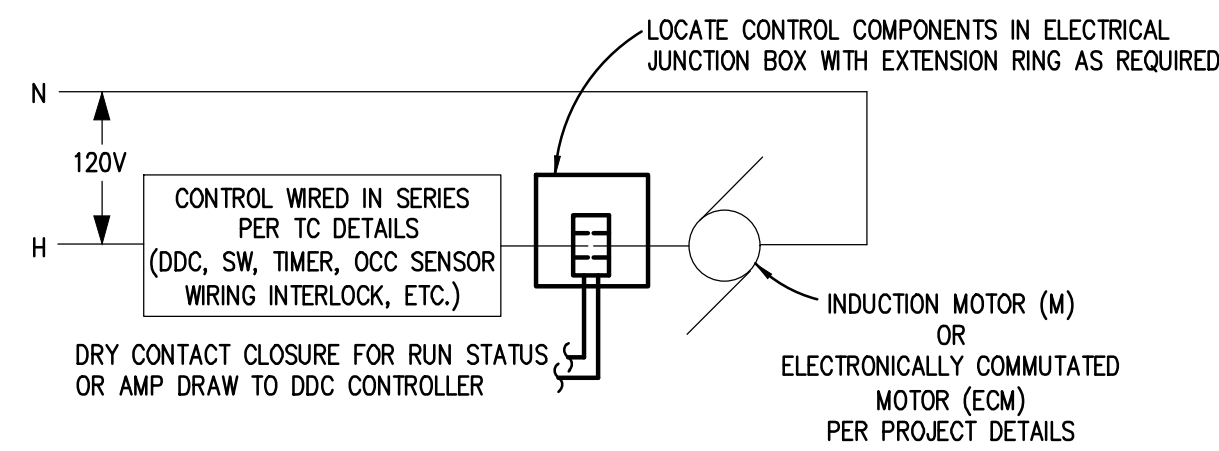 LOCATE CONTROL COMPONENTS IN ELECTRICAL
JUNCTION BOX WITH EXTENSION RING AS REQUIRED
N
120V
H
CONTROL WIRED IN SERIES
PER TC DETAILS
(DDC, SW, TIMER, OCC SENSOR
WIRING INTERLOCK, ETC.)
DRY CONTACT CLOSURE FOR RUN STATUS
OR AMP DRAW TO DDC CONTROLLER
INDUCTION MOTOR (M)
OR
ELECTRONICALLY COMMUTATED
MOTOR (ECM)
PER PROJECT DETAILS